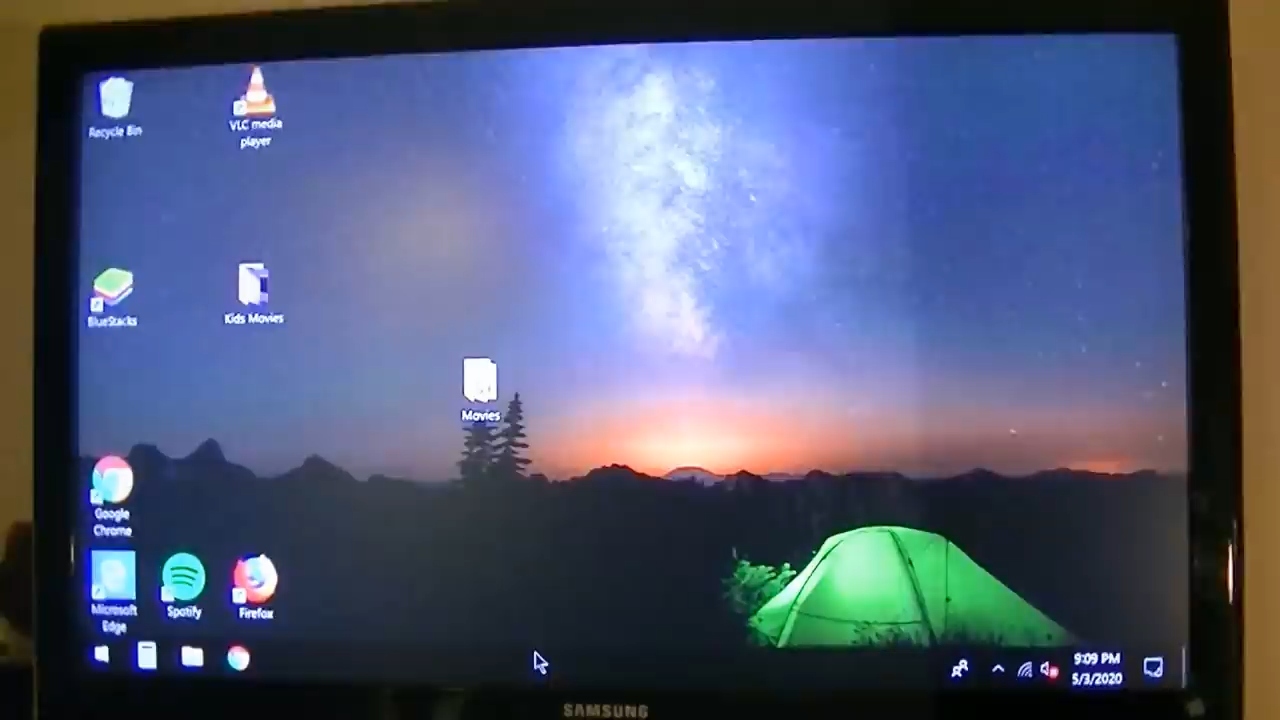 Recycle Bin
VLC media
player
BlueStacks
Kids Movies
Movies
Google
Chrome
Microsoft
Edge
Spotify
Firefox
9:09 PM
5/3/2020
SAMSUNG